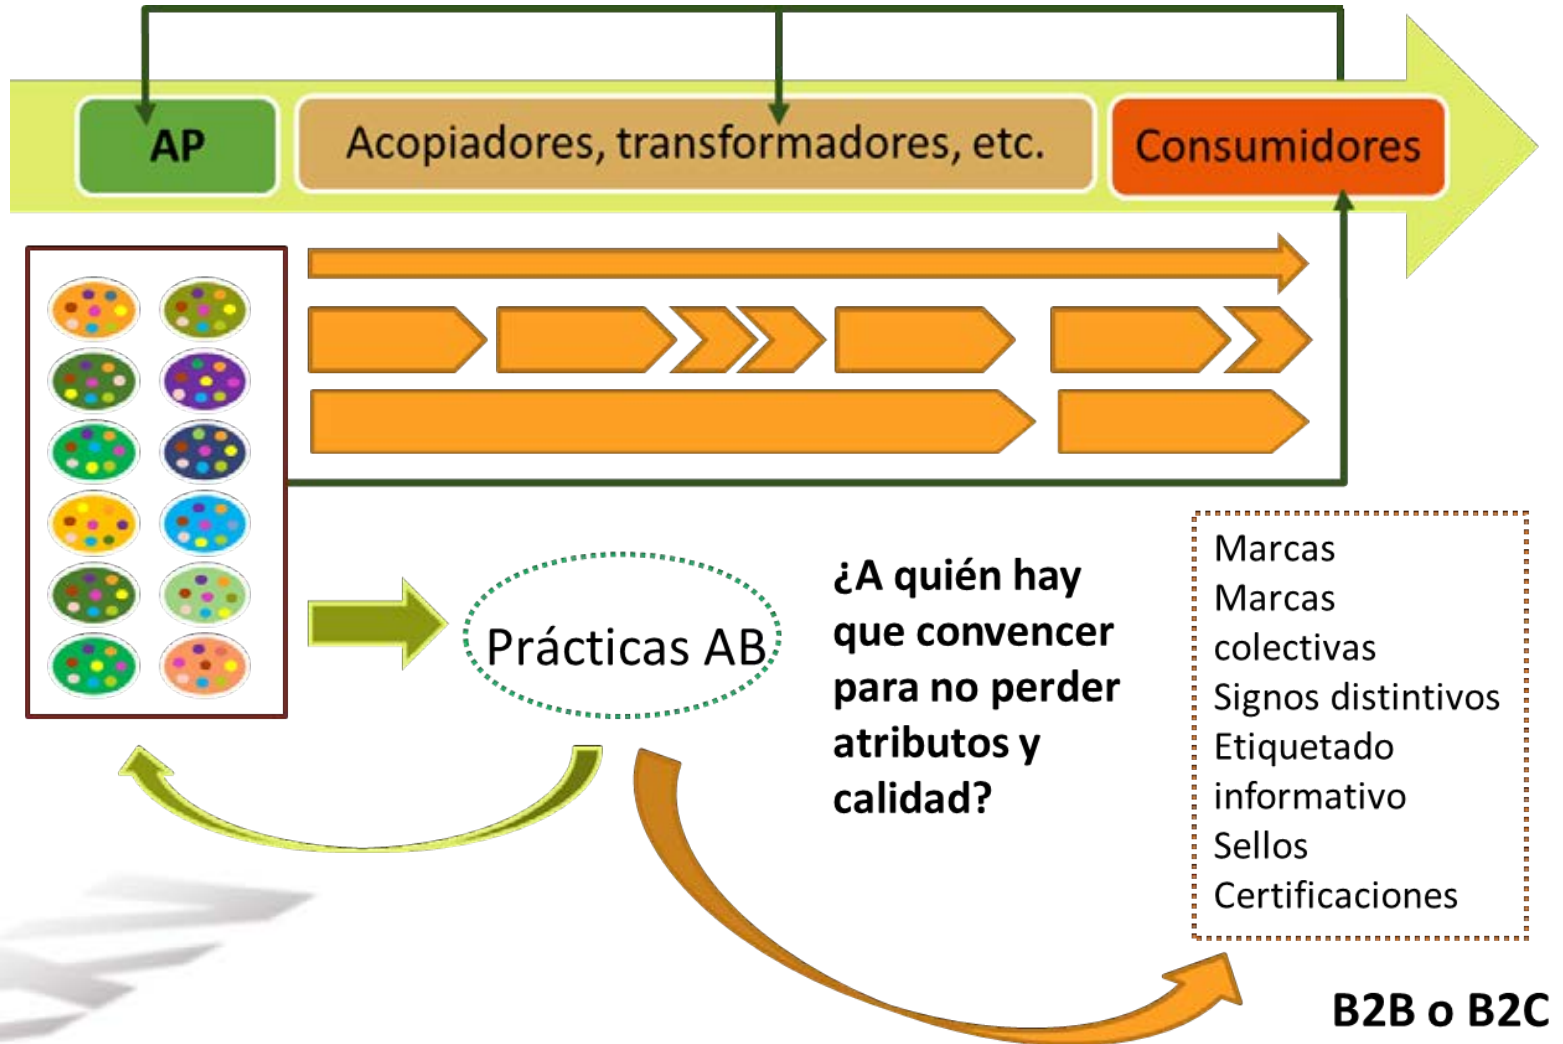 AP
Acopiadores, transformadores, etc.
Consumidores
Prácticas AB
¿A quién hay
que convencer
para no perder
atributos y
calidad?
Marcas
Marcas
colectivas
Signos distintivos
Etiquetado
informativo
Sellos
Certificaciones
B2B o B2C